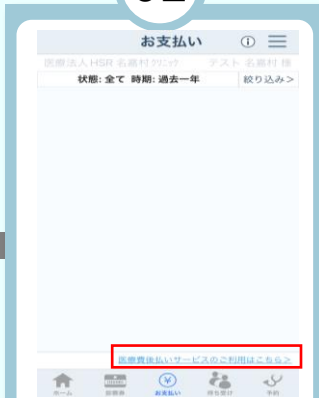 お支払い
医療法人HSR 名嘉村クリニック テスト 名嘉村 様
状態: 全て 時期: 過去一年 絞り込み>
医療費後払いサービスのご利用はこちら>
ホーム 診察券 お支払い 待ち受け 予約